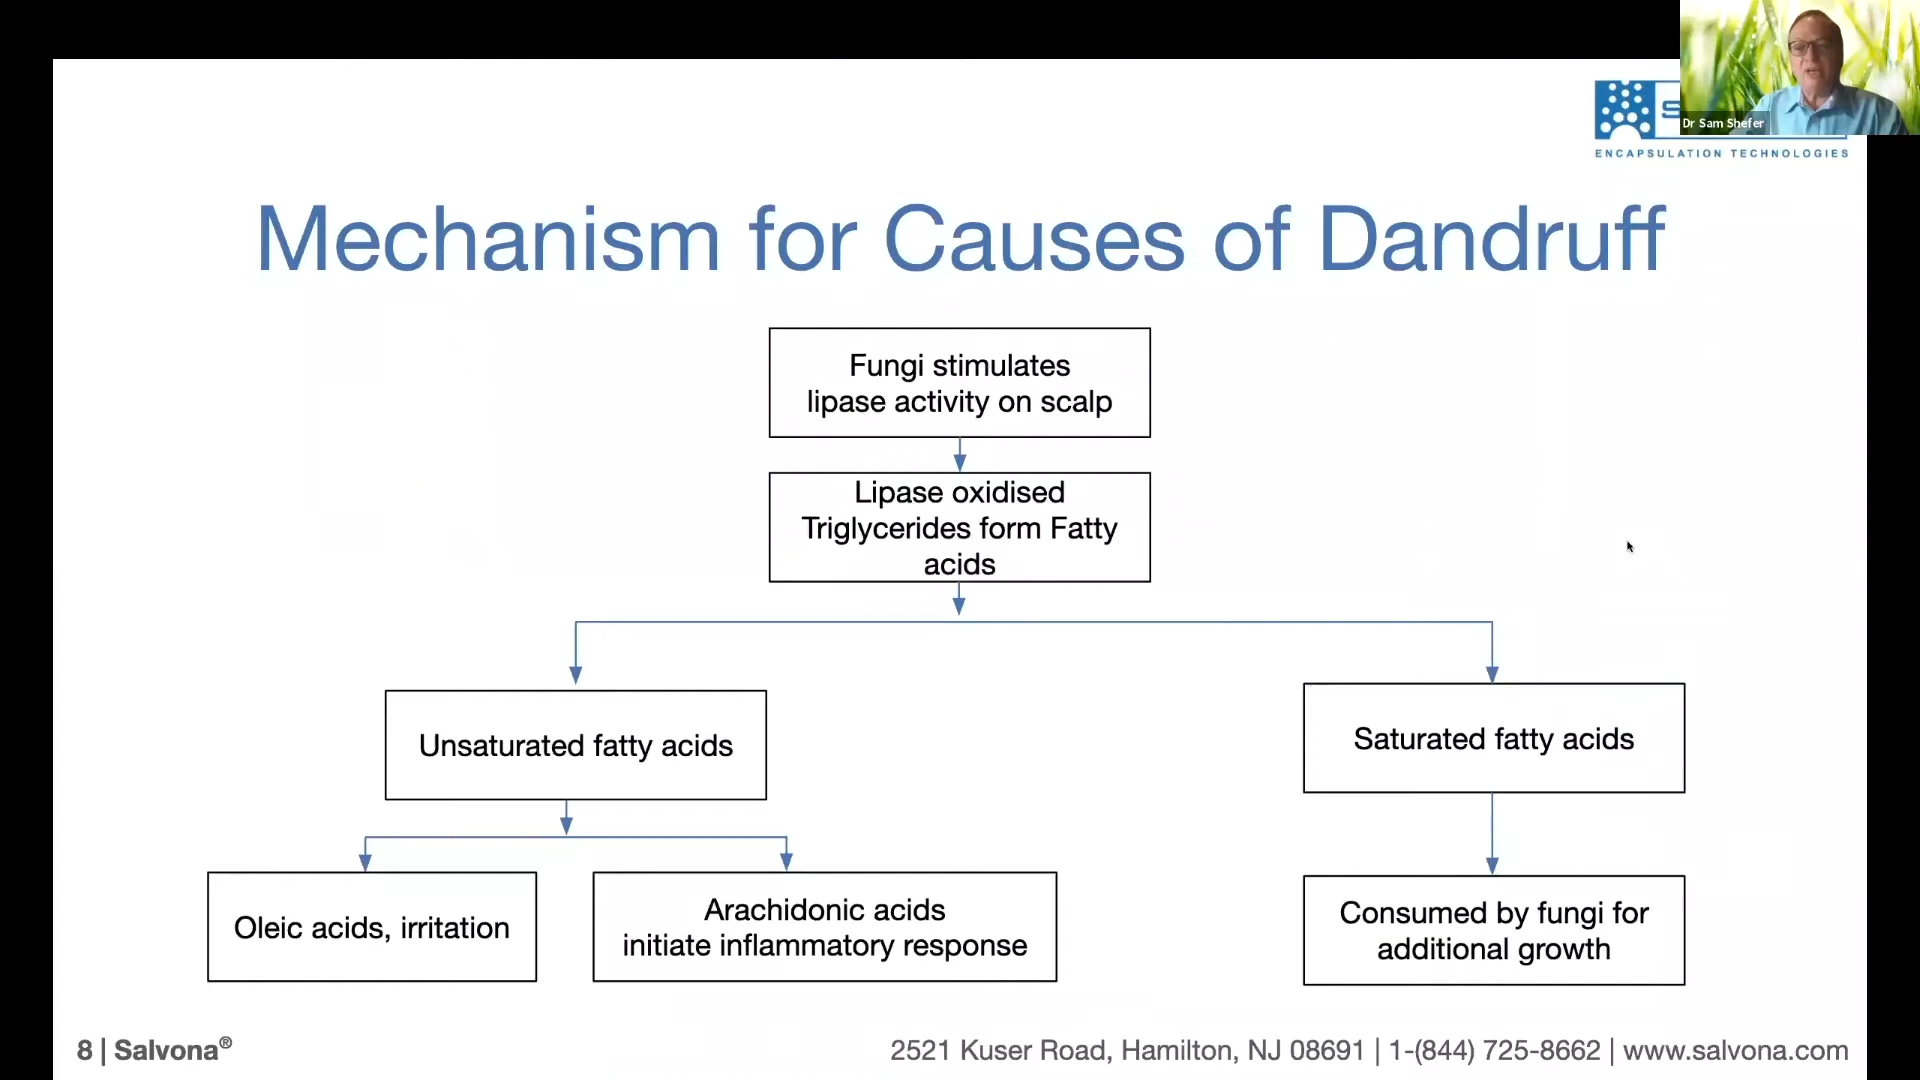 Dr Sam Shefer
ENCAPSULATION TECHNOLOGIES
Mechanism for Causes of Dandruff
Fungi stimulates
lipase activity on scalp
Lipase oxidised
Triglycerides form Fatty
acids
Unsaturated fatty acids
Saturated fatty acids
Oleic acids, irritation
Arachidonic acids
initiate inflammatory response
Consumed by fungi for
additional growth
8 | Salvona®
2521 Kuser Road, Hamilton, NJ 08691 | 1-(844) 725-8662 | www.salvona.com